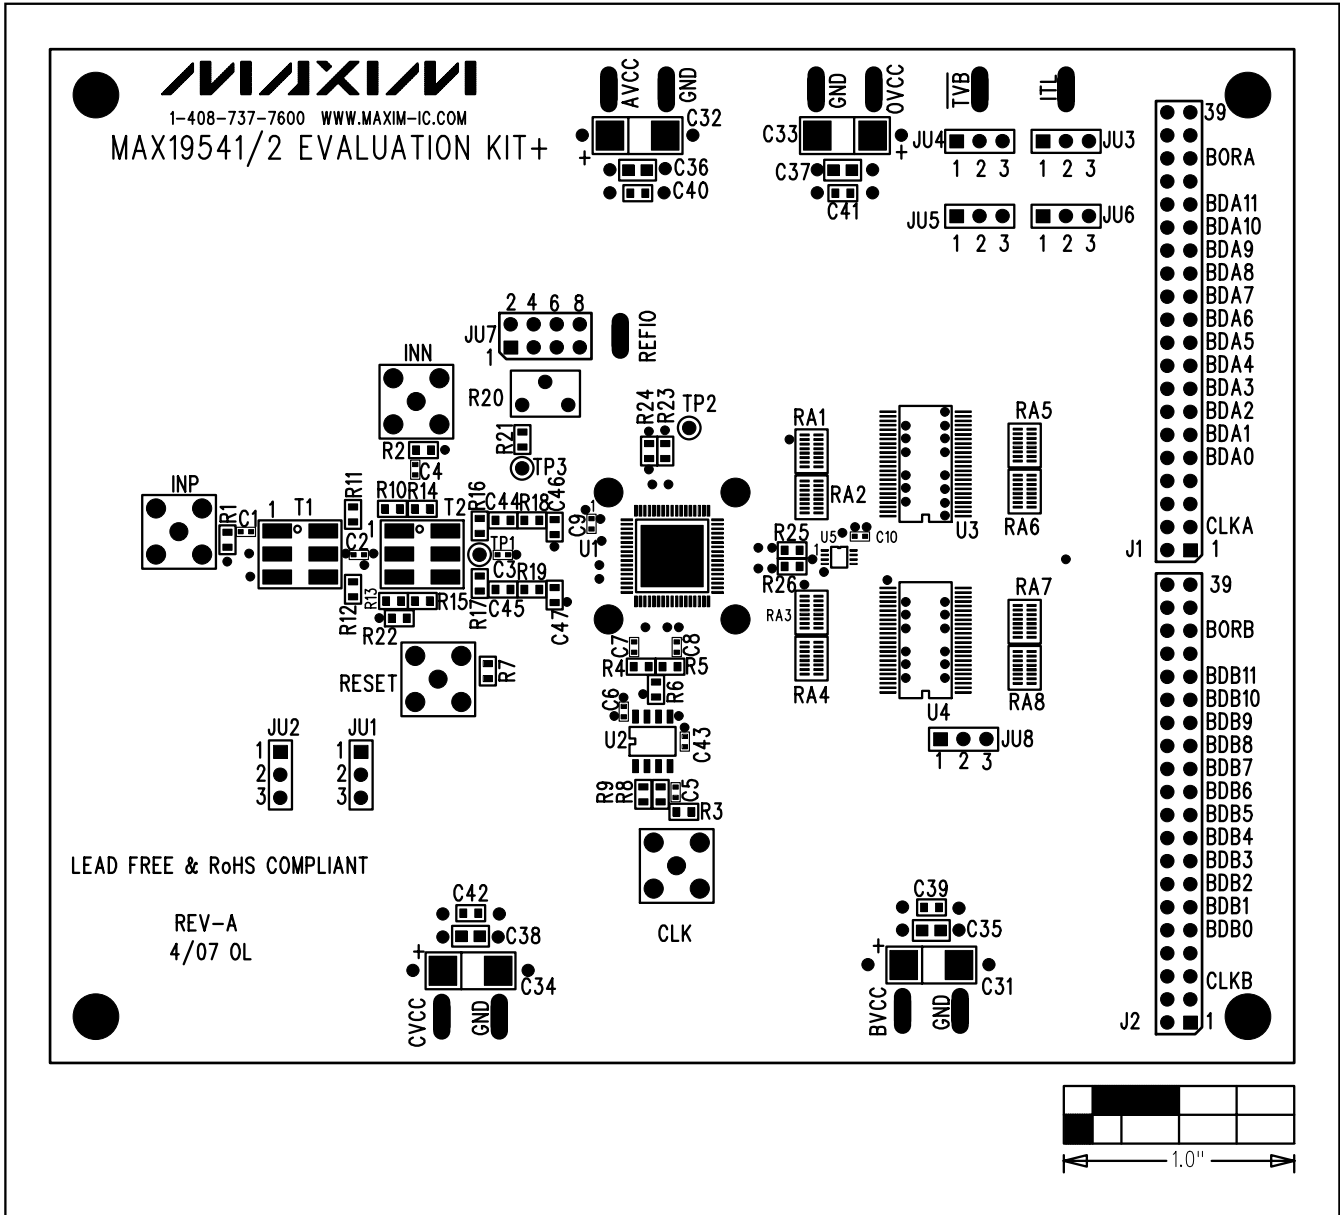 MAXIM
1-408-737-7600 WWW.MAXIM-IC.COM
MAX19541/2 EVALUATION KIT+
AVCC
GND
C32
+
C36
C40
GND
OVCC
C33
+
C37
C41
TVB
ITL
JU4
1 2 3
JU3
1 2 3
JU5
1 2 3
JU6
1 2 3
39
BORA
BDA11
BDA10
BDA9
BDA8
BDA7
BDA6
BDA5
BDA4
BDA3
BDA2
BDA1
BDA0
CLKA
J1
1
2 4 6 8
JU7
1
REFIO
INN
R20
R2
C4
R21
TP3
R24
R23
TP2
RA1
RA2
RA5
RA6
U3
INP
R1
C1
1
T1
R11
R10
R14
1
T2
C2
R12
R13
R15
R22
R16
C44
R18
C46
TP1
C3
R19
R17
C45
C47
C9
1
U1
R25
R26
U5
1
C10
RA3
RA4
RA7
RA8
U4
JU8
1 2 3
RESET
R7
C7
C8
R4
R5
R6
C6
U2
C43
R9
R8
C5
R3
CLK
JU2
1
2
3
JU1
1
2
3
39
BORB
BDB11
BDB10
BDB9
BDB8
BDB7
BDB6
BDB5
BDB4
BDB3
BDB2
BDB1
BDB0
CLKB
J2
1
LEAD FREE & RoHS COMPLIANT
REV-A
4/07 OL
C42
C38
+
C34
CVCC
GND
C39
C35
+
C31
BVCC
GND
1.0"